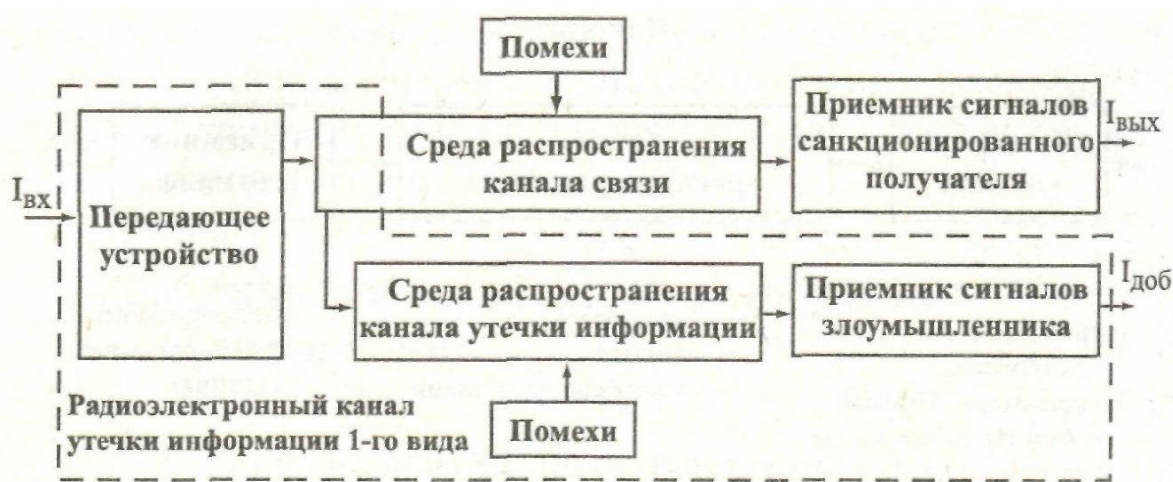 Помехи
Передающее
устройство
Среда распространения
канала связи
Приемник сигналов
санкционированного
получателя
Iвх
Iвых
Среда распространения
канала утечки информации
Приемник сигналов
злоумышленника
Iдоб
Радиоэлектронный канал
утечки информации 1-го вида
Помехи